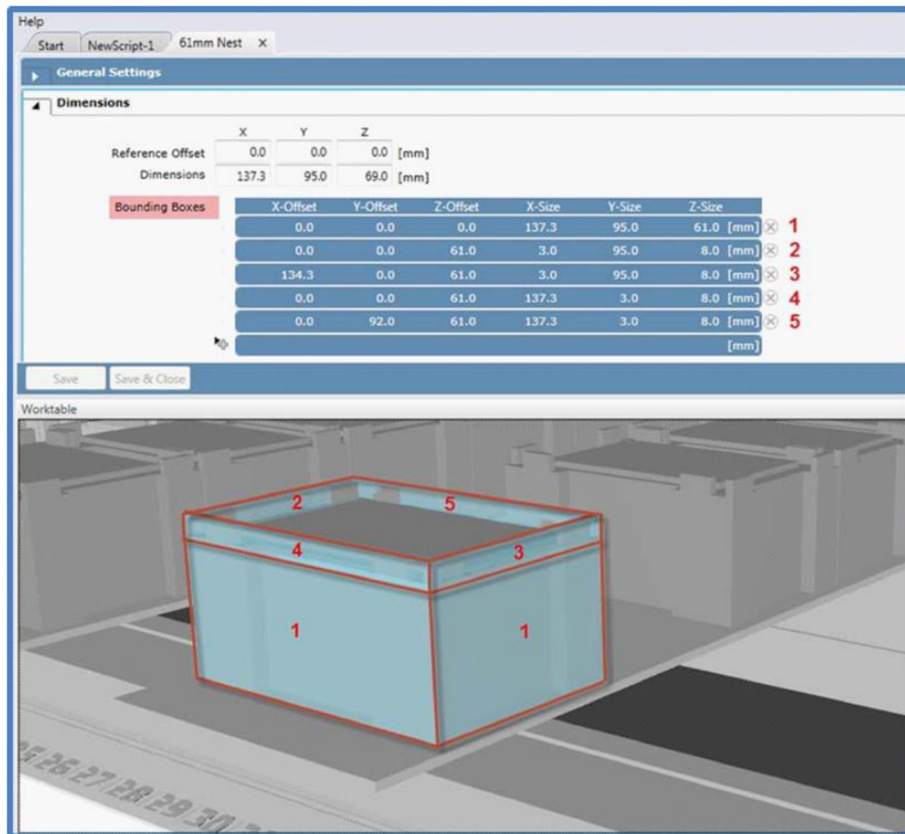 Help
Start NewScript-1 61mm Nest X
General Settings
Dimensions
X Y Z
Reference Offset 0.0 0.0 0.0 [mm]
Dimensions 137.3 95.0 69.0 [mm]
Bounding Boxes X-Offset Y-Offset Z-Offset X-Size Y-Size Z-Size
0.0 0.0 0.0 137.3 95.0 61.0 [mm] 1
0.0 0.0 61.0 3.0 95.0 8.0 [mm] 2
134.3 0.0 61.0 3.0 95.0 8.0 [mm] 3
0.0 0.0 61.0 137.3 3.0 8.0 [mm] 4
0.0 92.0 61.0 137.3 3.0 8.0 [mm] 5
[mm]
Save Save & Close
Worktable
2 5
4 3
1 1
25 26 27 28 29 30